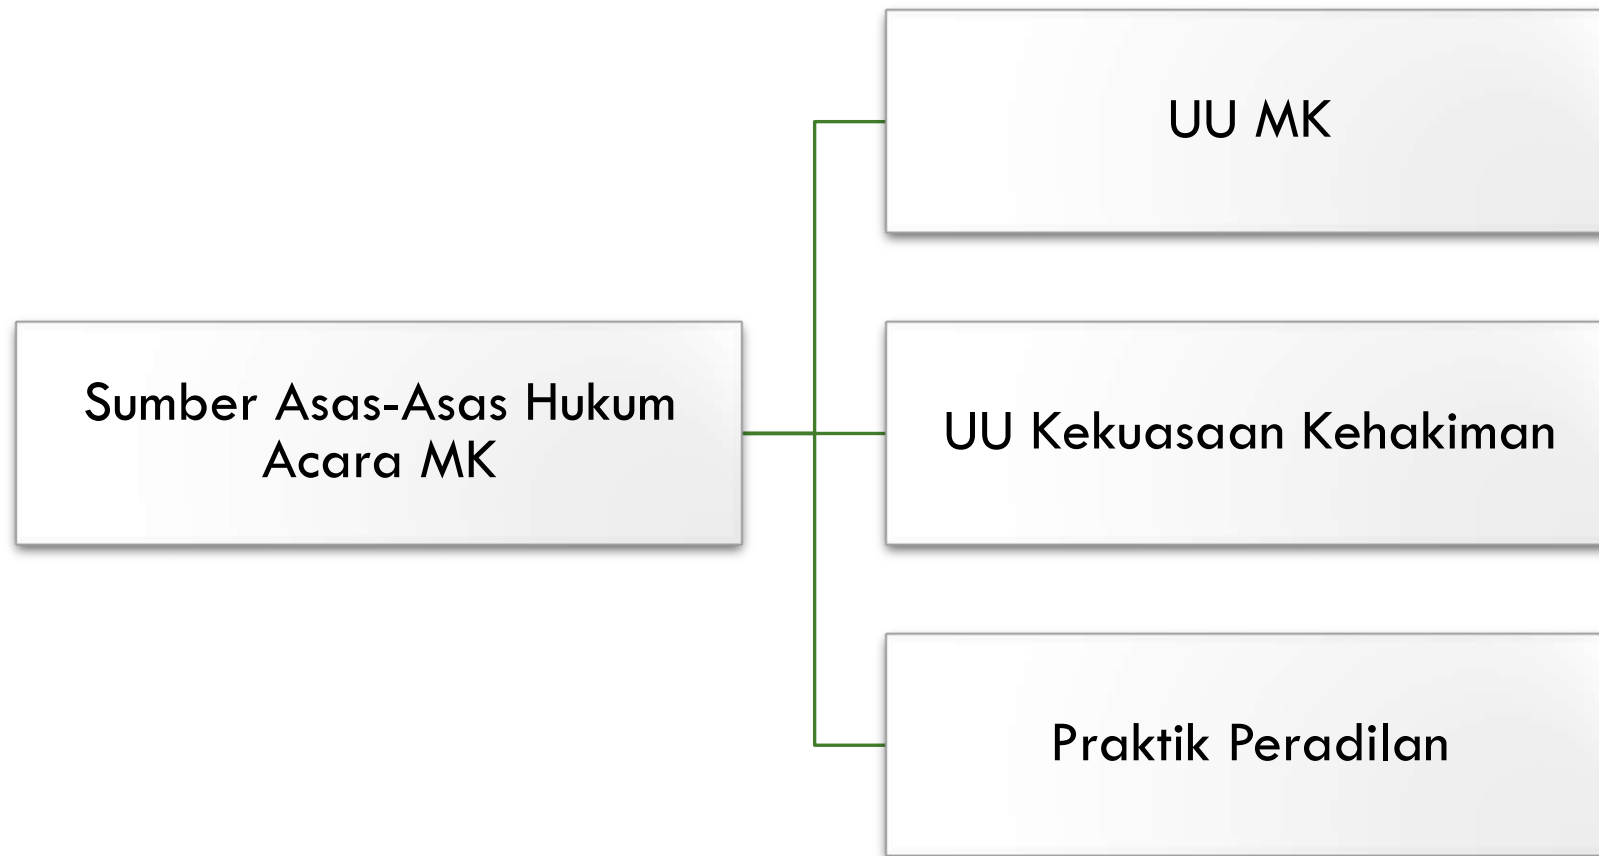 Sumber Asas-Asas Hukum
Acara MK
UU MK
UU Kekuasaan Kehakiman
Praktik Peradilan